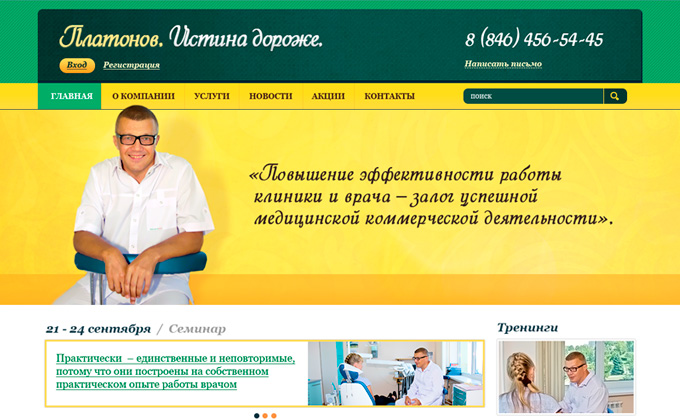 Платонов. Истина дороже.
8 (846) 456-54-45
Вход Регистрация
Написать письмо
ГЛАВНАЯ О КОМПАНИИ УСЛУГИ НОВОСТИ АКЦИИ КОНТАКТЫ
поиск
«Повышение эффективности работы
клиники и врача – залог успешной
медицинской коммерческой деятельности».
21 - 24 сентября / Семинар
Практически – единственные и неповторимые,
потому что они построены на собственном
практическом опыте работы врачом
Тренинги